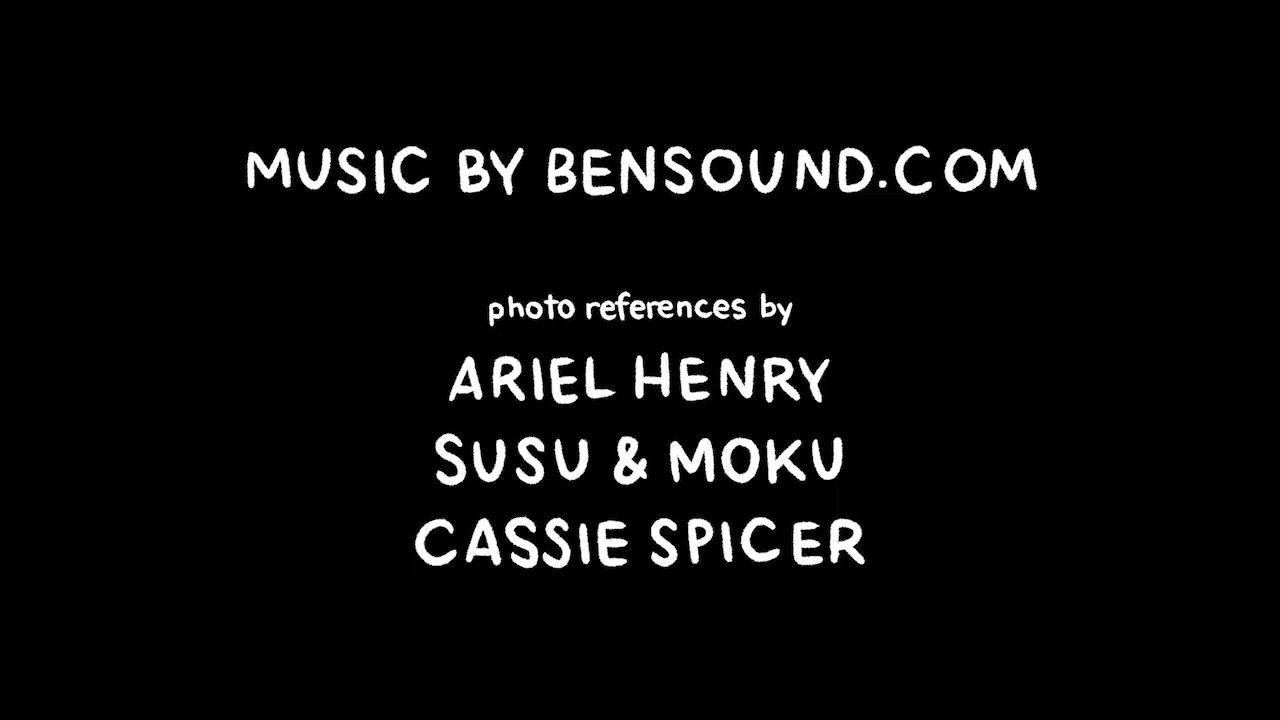 MUSIC BY BENSOUND.COM
photo references by
ARIEL HENRY
SUSU & MOKU
CASSIE SPICER